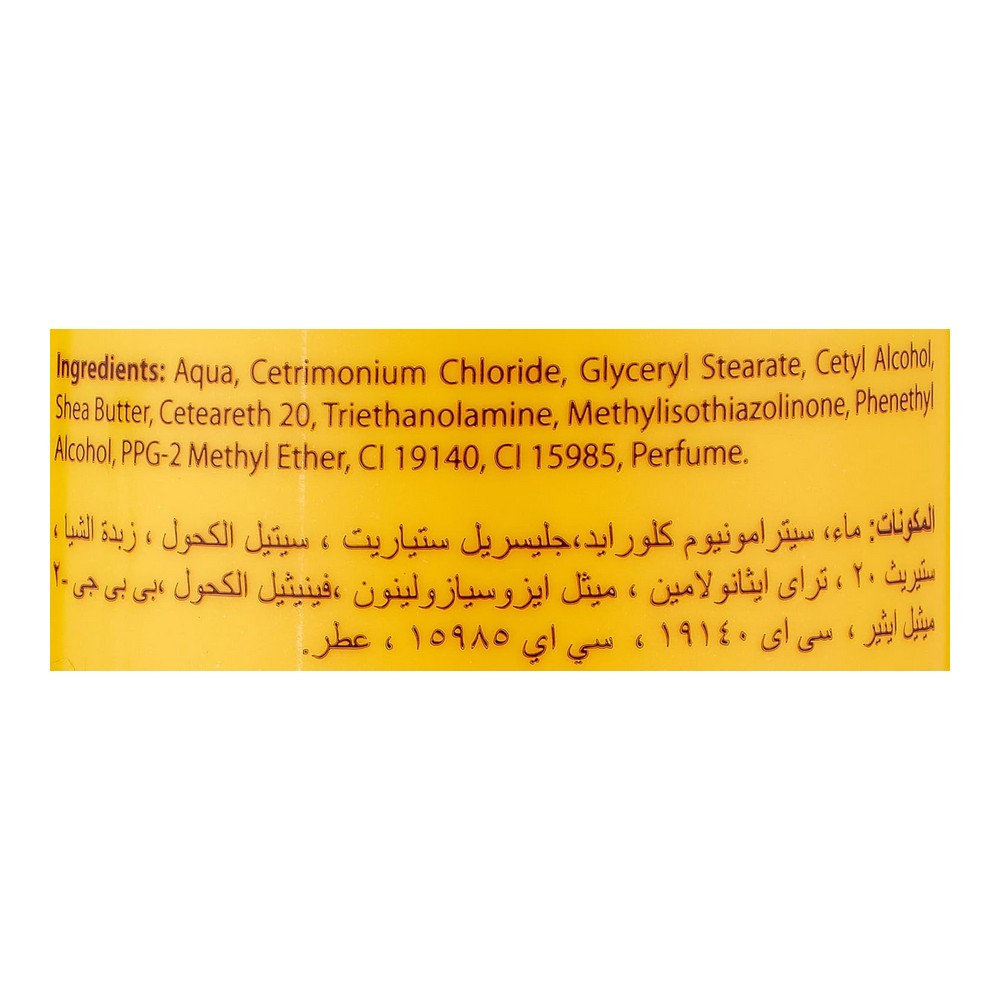 Ingredients: Aqua, Cetrimonium Chloride, Glyceryl Stearate, Cetyl Alcohol,
Shea Butter, Ceteareth 20, Triethanolamine, Methylisothiazolinone, Phenethyl
Alcohol, PPG-2 Methyl Ether, CI 19140, CI 15985, Perfume.
المكونات: ماء، سيترامونيوم كلورايد،جليسريل ستياريت ، سيتيل الكحول ، زبدة الشيا ،
ستيريث ٢٠ ، تراى ايثانولامين ، ميثل ايزوسيازولينون ،فينيثيل الكحول ،بى بى جى -٢
ميثيل ايثير ، سى اى ١٩١٤٠ ، سي اي ١٥٩٨٥ ، عطر.